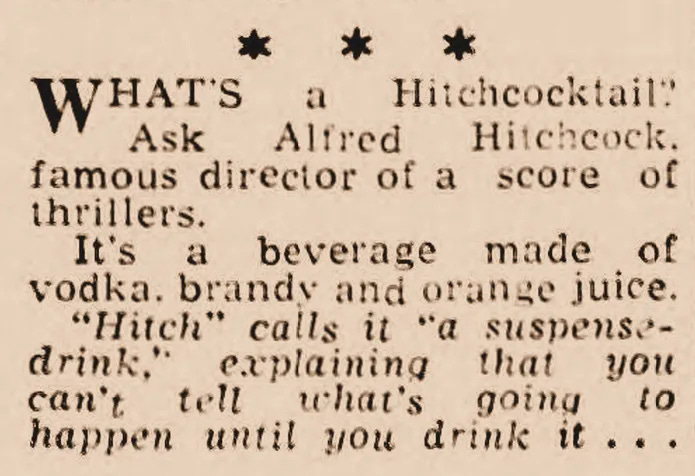 * * *
WHAT'S a Hitchcocktail?
Ask Alfred Hitchcock,
famous director of a score of
thrillers.
It's a beverage made of
vodka, brandy and orange juice.
"Hitch" calls it "a suspense-
drink," explaining that you
can't tell what's going to
happen until you drink it . . .